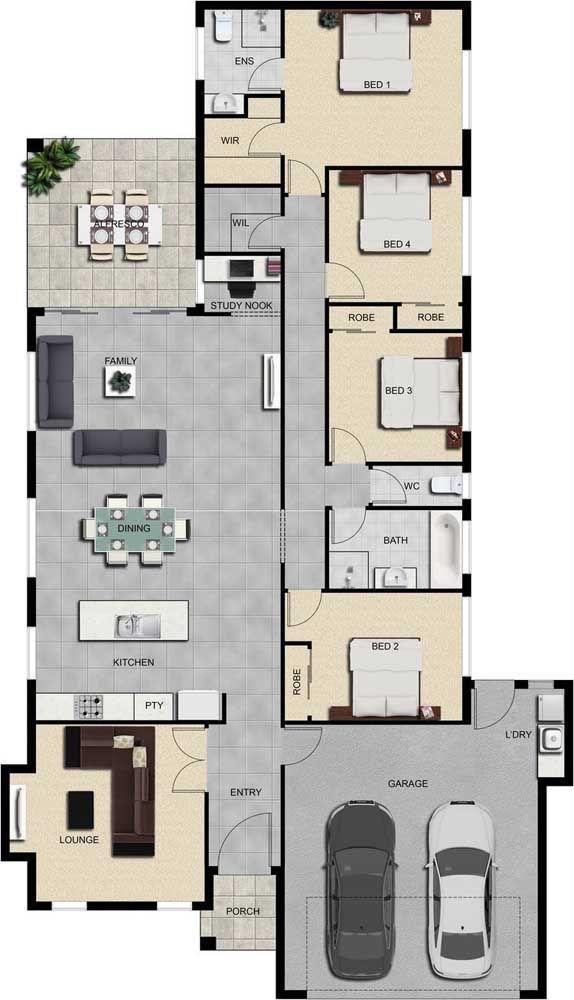 ENS
BED 1
WIR
ALFRESCO
WIL
BED 4
STUDY NOOK
ROBE
ROBE
FAMILY
BED 3
WC
DINING
BATH
KITCHEN
BED 2
ROBE
PTY
L'DRY
ENTRY
GARAGE
LOUNGE
PORCH